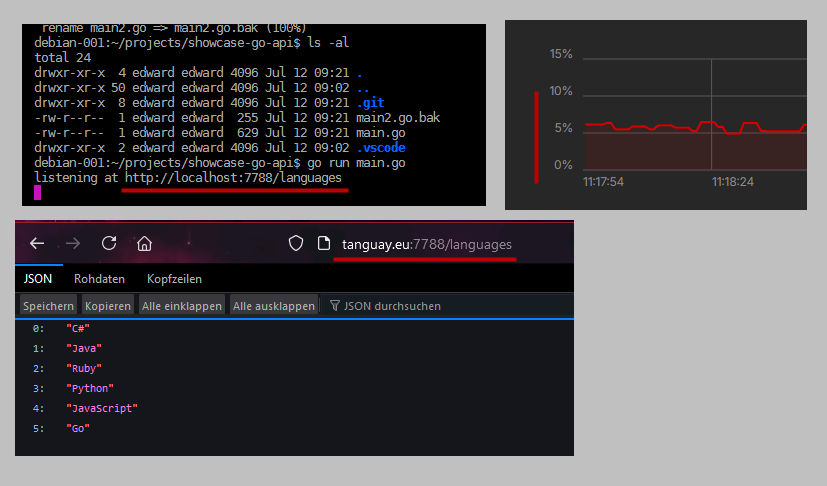 rename main2.go => main2.go.bak (100%)
debian-001:~/projects/showcase-go-api$ ls -al
total 24
drwxr-xr-x  4 edward edward 4096 Jul 12 09:21 .
drwxr-xr-x 50 edward edward 4096 Jul 12 09:02 ..
drwxr-xr-x  8 edward edward 4096 Jul 12 09:21 .git
-rw-r--r--  1 edward edward  255 Jul 12 09:21 main2.go.bak
-rw-r--r--  1 edward edward  629 Jul 12 09:21 main.go
drwxr-xr-x  2 edward edward 4096 Jul 12 09:02 .vscode
debian-001:~/projects/showcase-go-api$ go run main.go
listening at http://localhost:7788/languages
15%
10%
5%
0%
11:17:54 11:18:24
tanguay.eu:7788/languages
JSON Rohdaten Kopfzeilen
Speichern Kopieren Alle einklappen Alle ausklappen JSON durchsuchen
0: "C#"
1: "Java"
2: "Ruby"
3: "Python"
4: "JavaScript"
5: "Go"